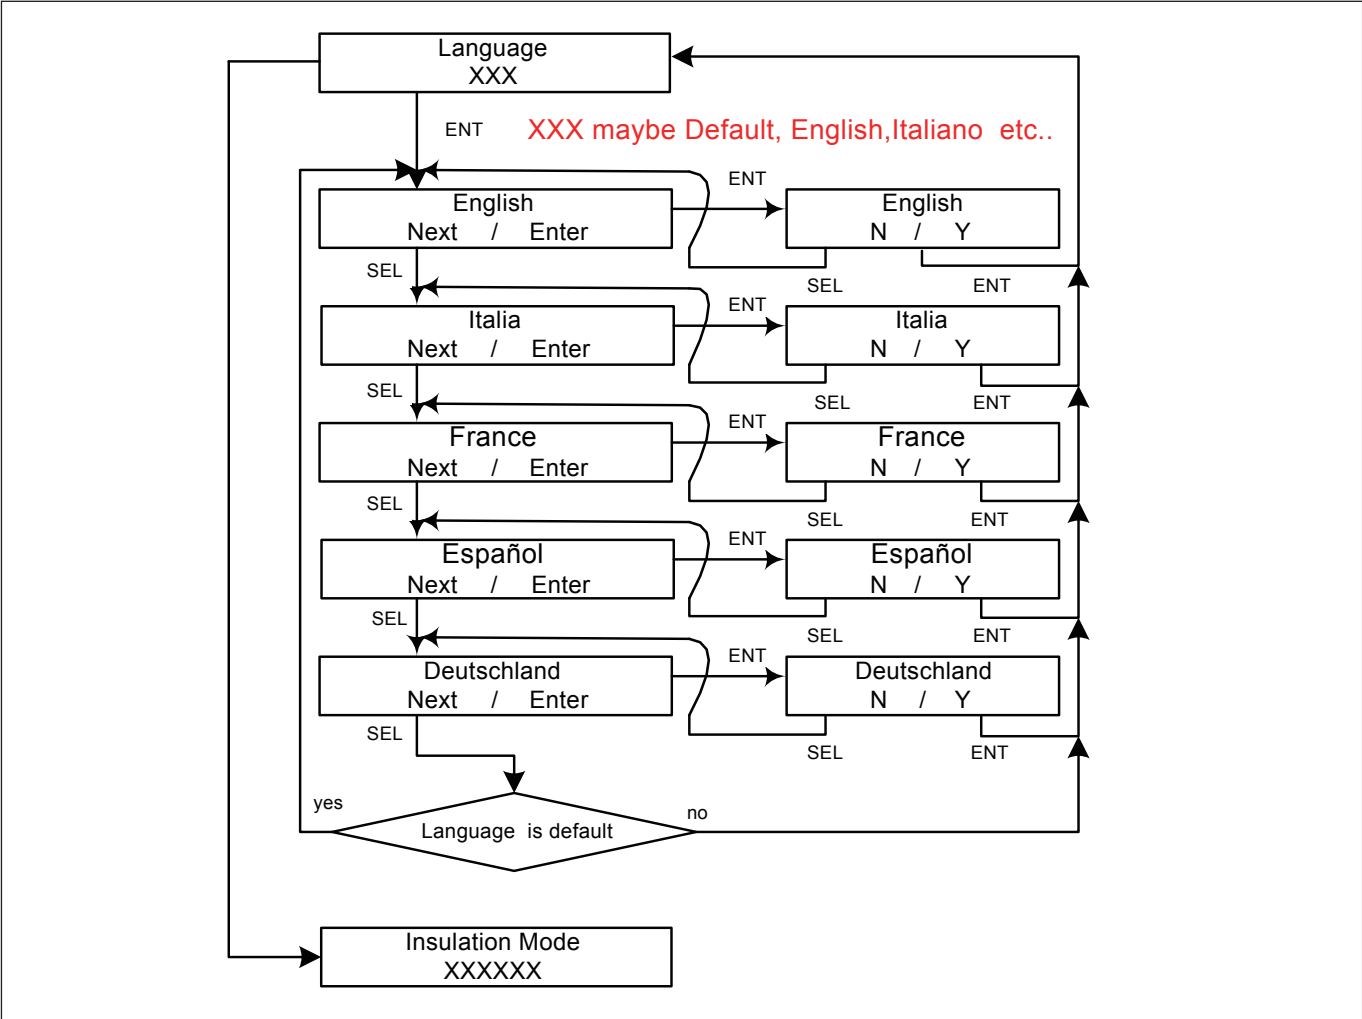 Language
XXX
ENT
XXX maybe Default, English,Italiano etc..
English
Next / Enter
ENT
English
N / Y
SEL
SEL
ENT
Italia
Next / Enter
ENT
Italia
N / Y
SEL
SEL
ENT
France
Next / Enter
ENT
France
N / Y
SEL
SEL
ENT
Español
Next / Enter
ENT
Español
N / Y
SEL
SEL
ENT
Deutschland
Next / Enter
ENT
Deutschland
N / Y
SEL
SEL
ENT
yes
Language is default
no
Insulation Mode
XXXXXX